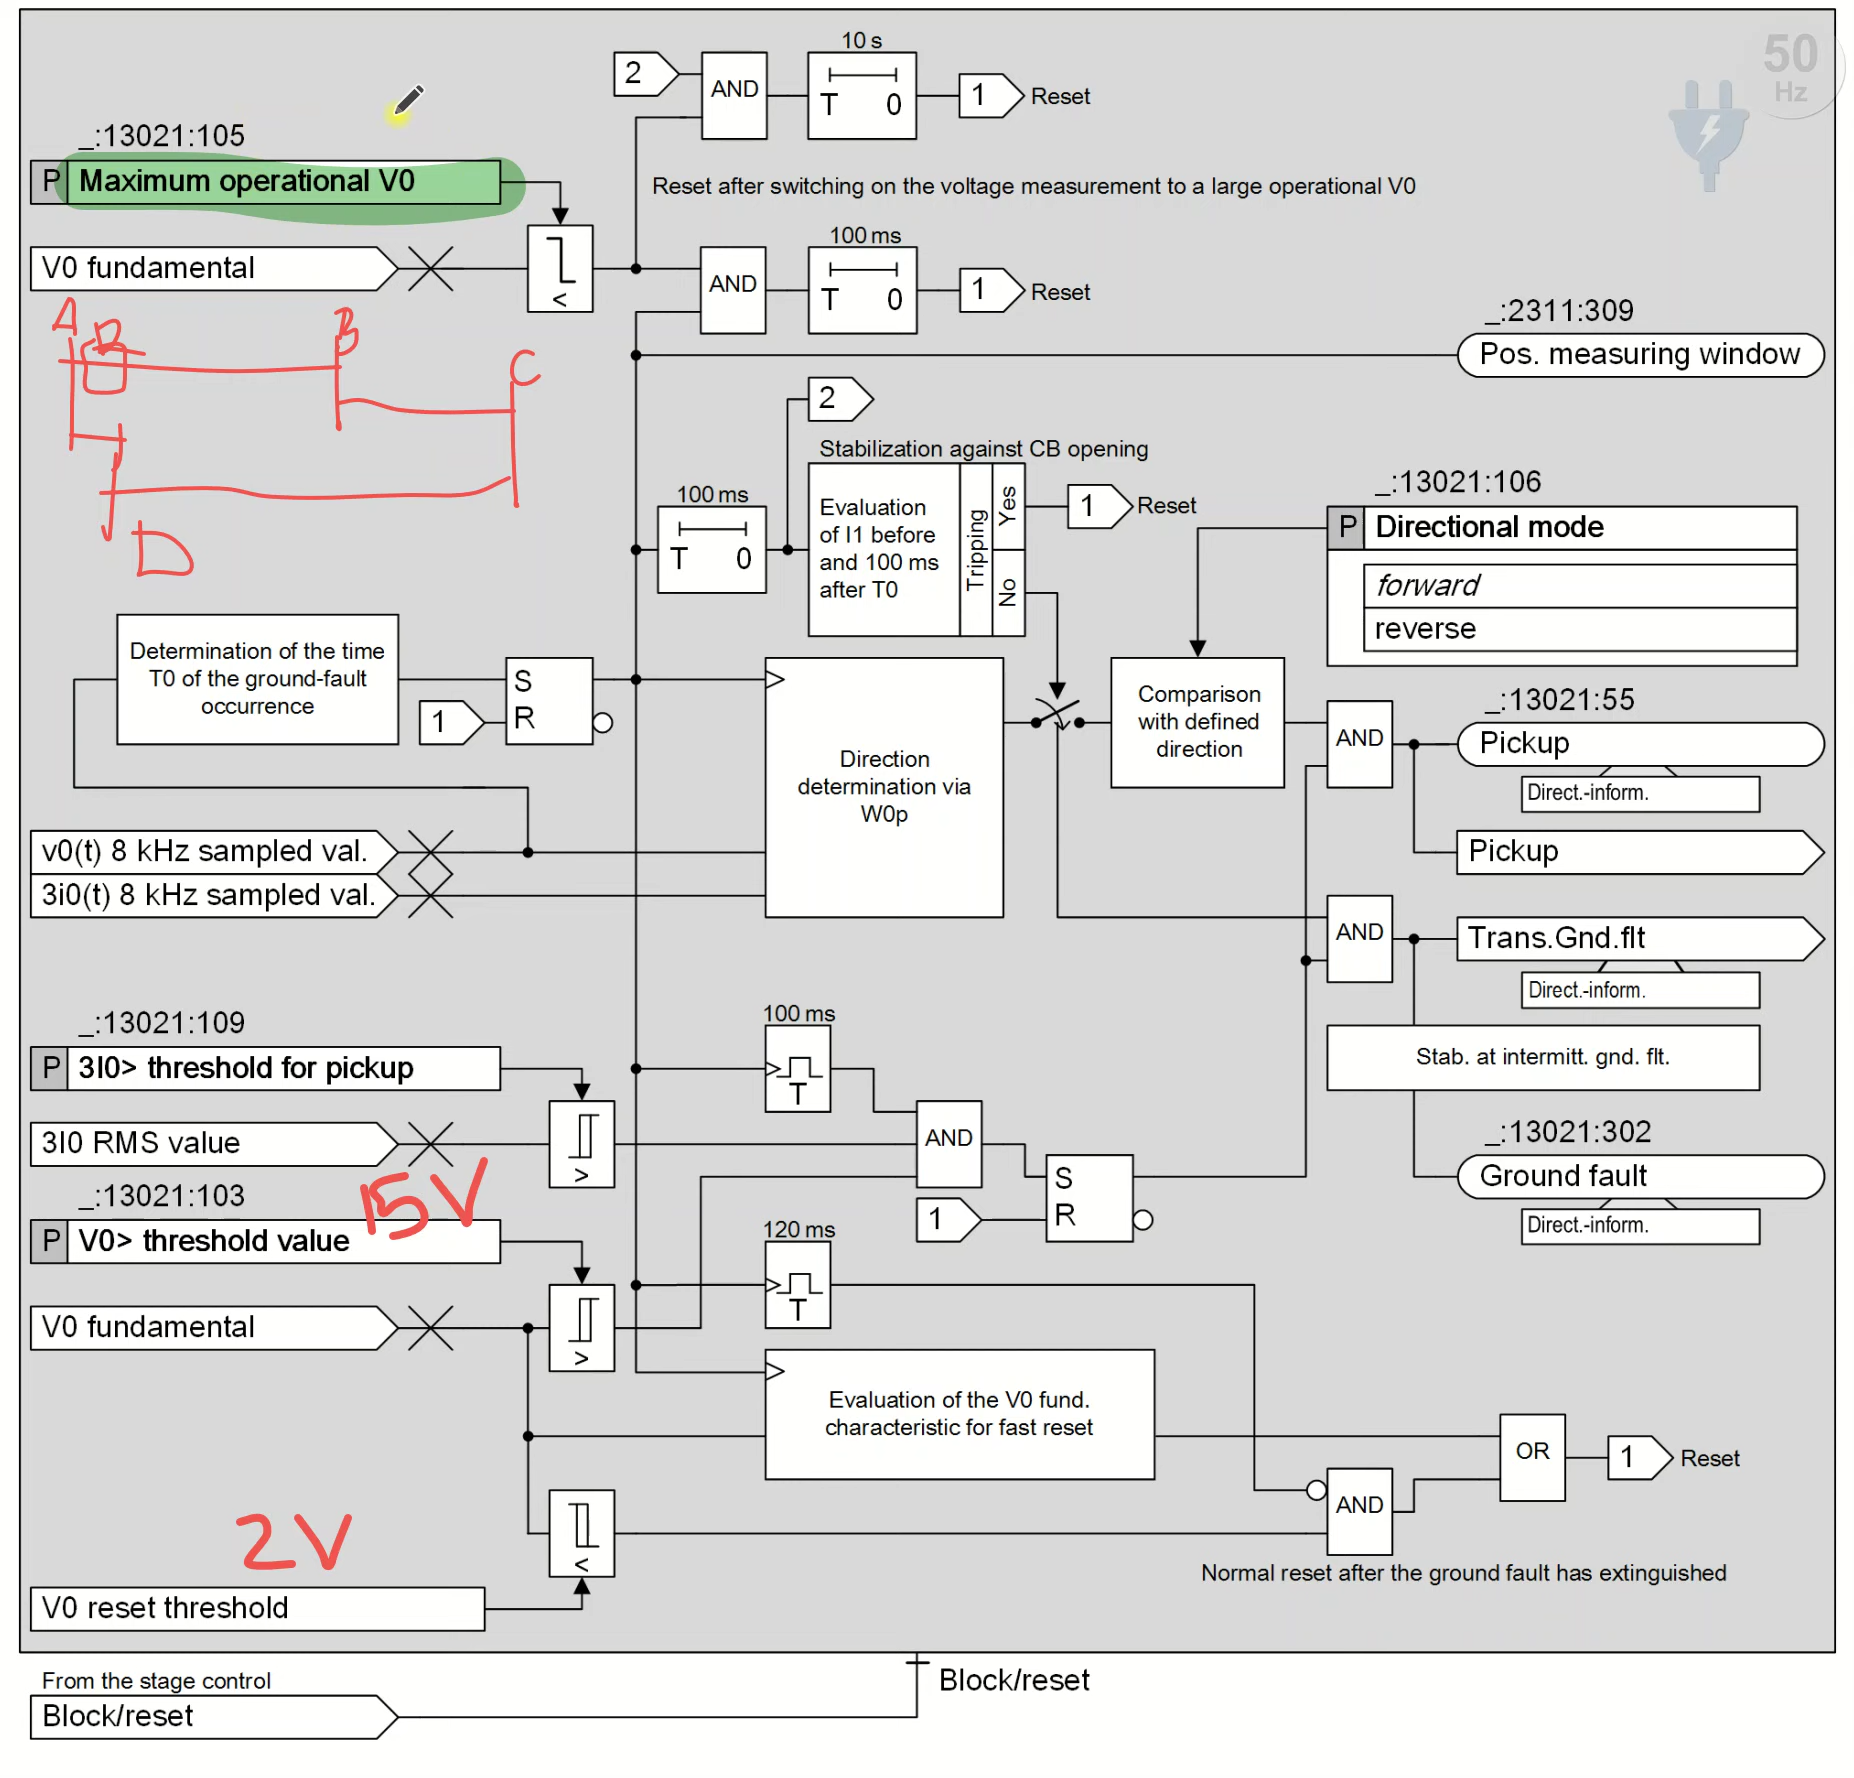 50
Hz
10 s
2
AND
T 0
1
Reset
_:13021:105
P Maximum operational V0
Reset after switching on the voltage measurement to a large operational V0
V0 fundamental
<
100 ms
AND
T 0
1
Reset
A
B
B
C
D
_:2311:309
Pos. measuring window
2
Stabilization against CB opening
100 ms
T 0
Evaluation
of I1 before
and 100 ms
after T0
Tripping
Yes
No
1
Reset
_:13021:106
P Directional mode
forward
reverse
Determination of the time
T0 of the ground-fault
occurrence
1
S
R
Direction
determination via
W0p
Comparison
with defined
direction
AND
_:13021:55
Pickup
Direct.-inform.
Pickup
v0(t) 8 kHz sampled val.
3i0(t) 8 kHz sampled val.
AND
Trans.Gnd.flt
Direct.-inform.
Stab. at intermitt. gnd. flt.
_:13021:302
Ground fault
Direct.-inform.
_:13021:109
P 3I0> threshold for pickup
100 ms
T
3I0 RMS value
>
AND
S
R
1
_:13021:103
15V
P V0> threshold value
120 ms
T
V0 fundamental
>
Evaluation of the V0 fund.
characteristic for fast reset
OR
1
Reset
AND
2V
<
Normal reset after the ground fault has extinguished
V0 reset threshold
From the stage control
Block/reset
Block/reset